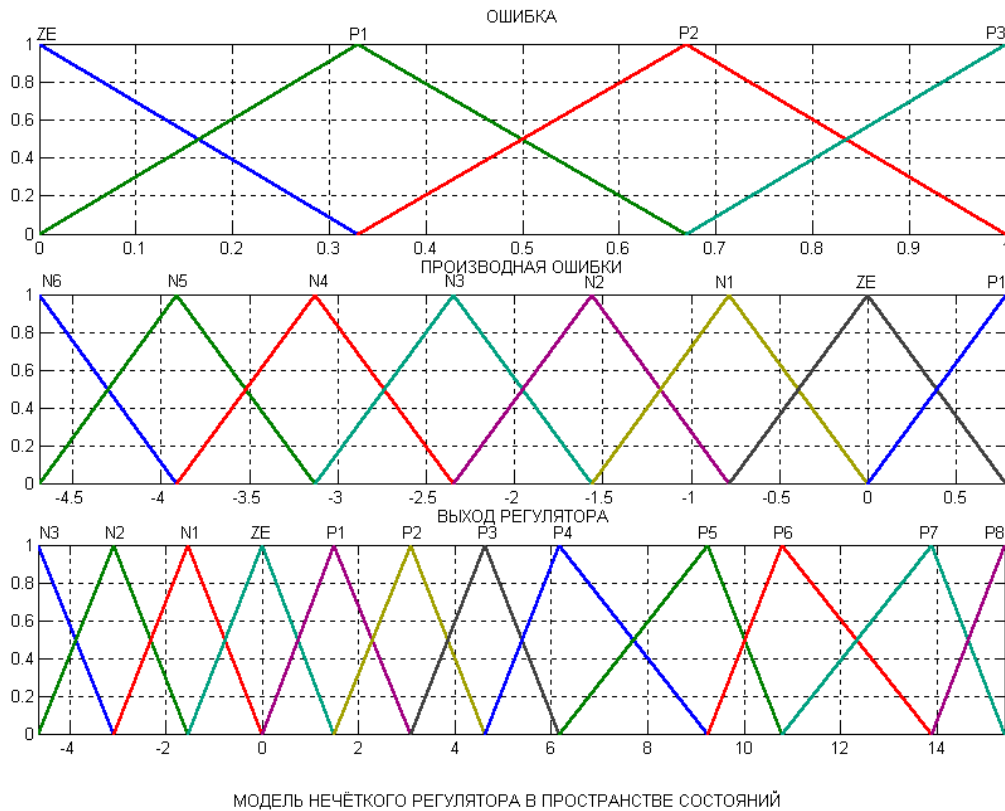 ОШИБКА
ZE P1 P2 P3
1
0.8
0.6
0.4
0.2
0
0 0.1 0.2 0.3 0.4 0.5 0.6 0.7 0.8 0.9 1
ПРОИЗВОДНАЯ ОШИБКИ
N6 N5 N4 N3 N2 N1 ZE P1
1
0.8
0.6
0.4
0.2
0
-4.5 -4 -3.5 -3 -2.5 -2 -1.5 -1 -0.5 0 0.5
ВЫХОД РЕГУЛЯТОРА
N3 N2 N1 ZE P1 P2 P3 P4 P5 P6 P7 P8
1
0.8
0.6
0.4
0.2
0
-4 -2 0 2 4 6 8 10 12 14
МОДЕЛЬ НЕЧЁТКОГО РЕГУЛЯТОРА В ПРОСТРАНСТВЕ СОСТОЯНИЙ